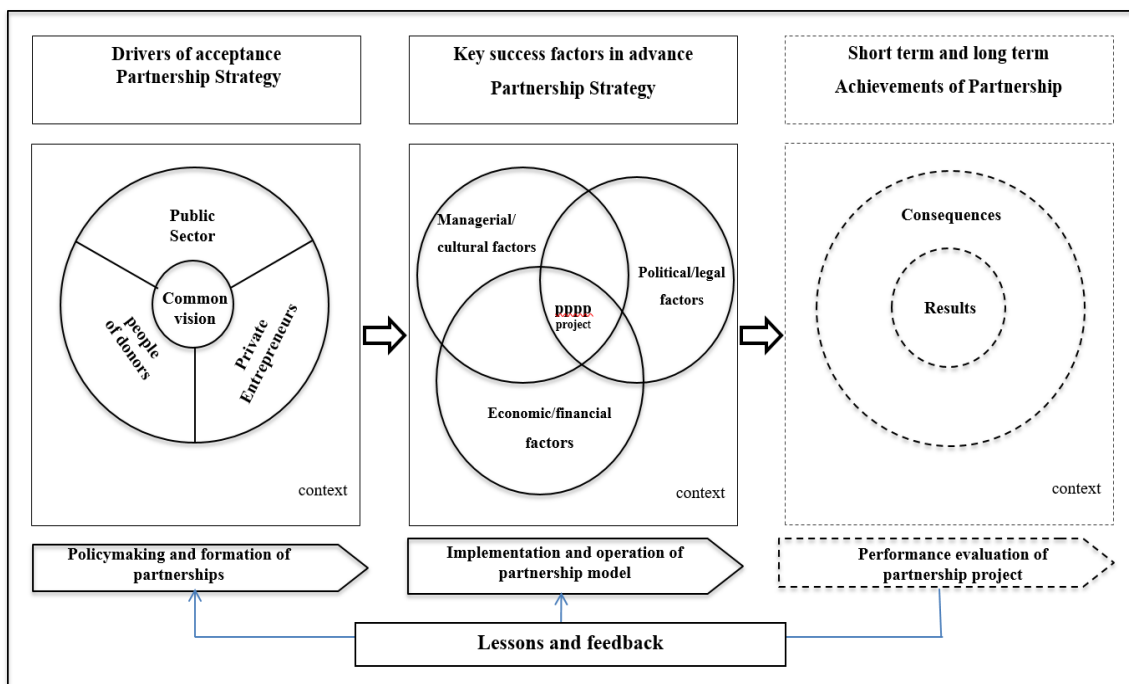 Drivers of acceptance
Partnership Strategy
Key success factors in advance
Partnership Strategy
Short term and long term
Achievements of Partnership
Public
Sector
Common
vision
people
of donors
Private
Entrepreneurs
context
Managerial/
cultural factors
Political/legal
factors
pppp
project
Economic/financial
factors
context
Consequences
Results
context
Policymaking and formation of
partnerships
Implementation and operation of
partnership model
Performance evaluation of
partnership project
Lessons and feedback